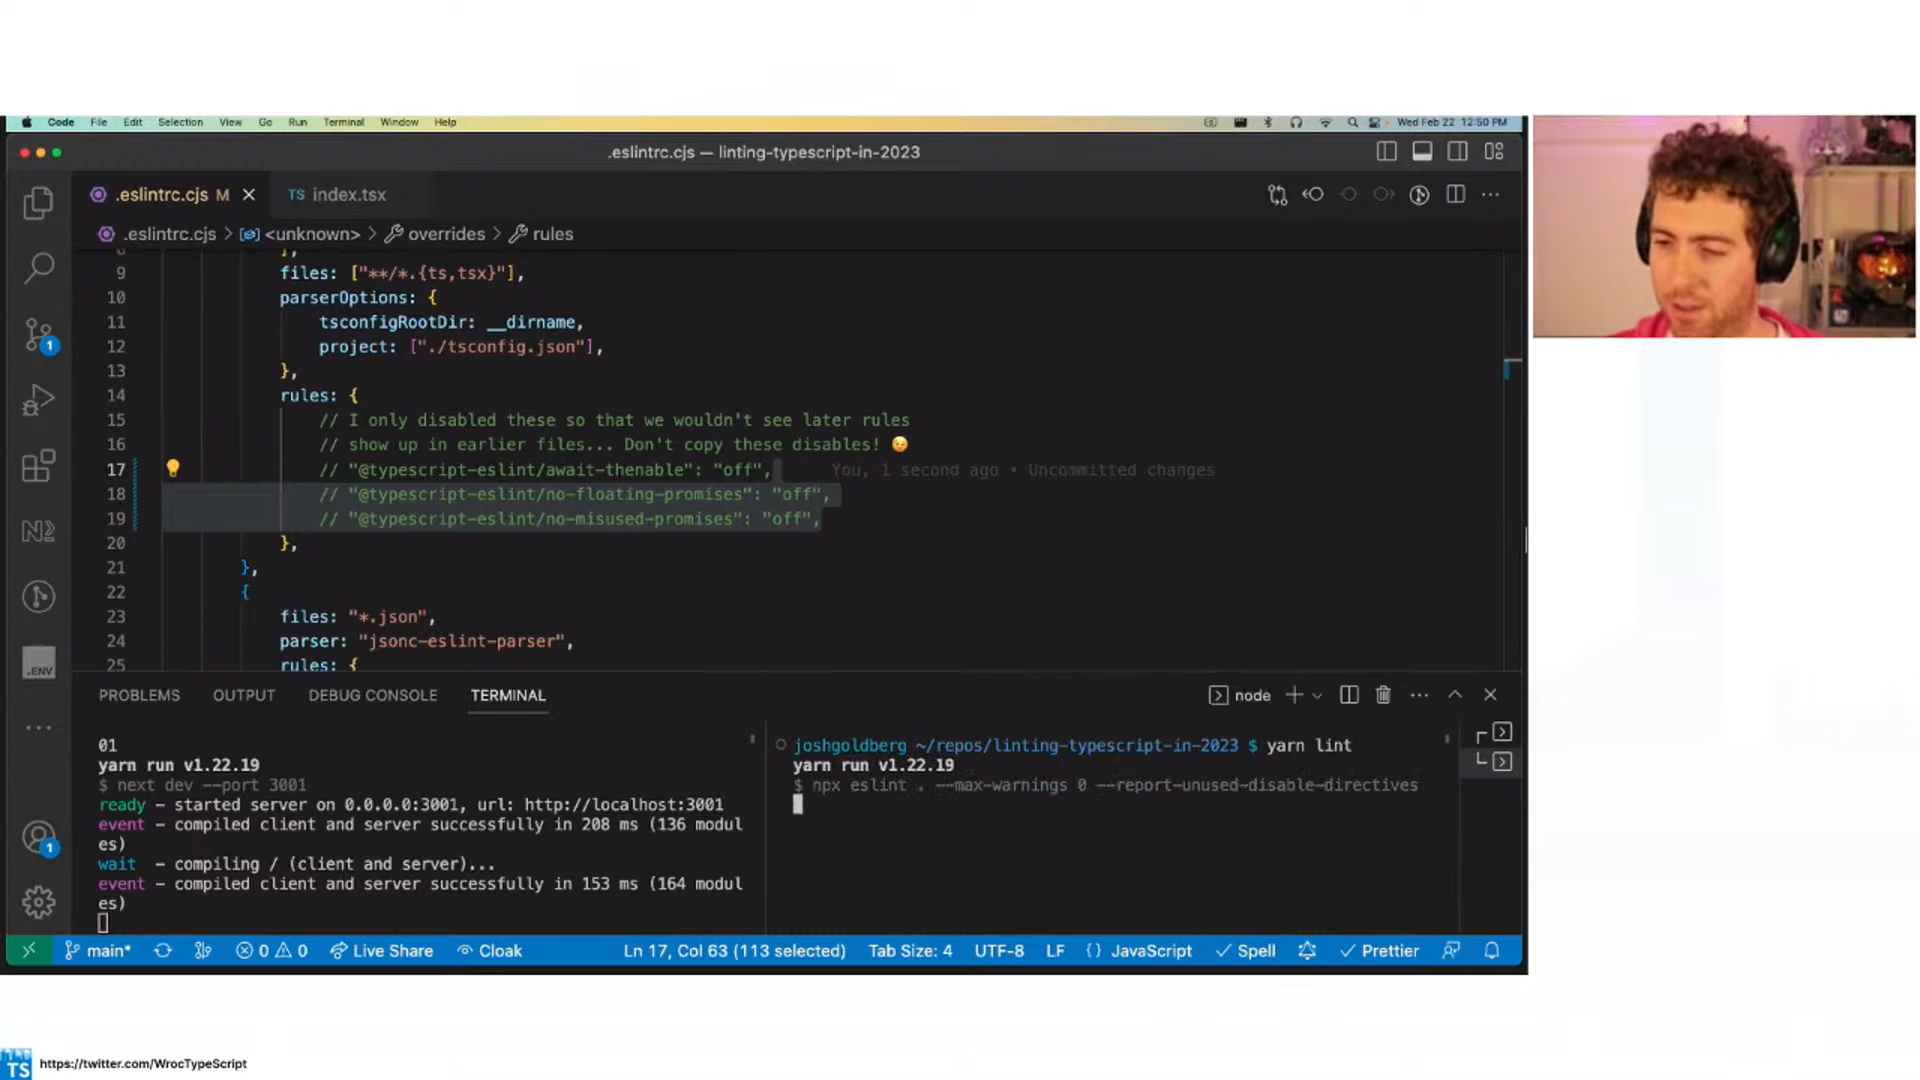 Code File Edit Selection View Go Run Terminal Window Help
Wed Feb 22 12:50 PM
.eslintrc.cjs — linting-typescript-in-2023
.eslintrc.cjs M
TS index.tsx
.eslintrc.cjs > <unknown> > overrides > rules
9 files: ["**/*.{ts,tsx}"],
10 parserOptions: {
11 tsconfigRootDir: __dirname,
12 project: ["./tsconfig.json"],
13 },
14 rules: {
15 // I only disabled these so that we wouldn't see later rules
16 // show up in earlier files... Don't copy these disables! 😉
17 // "@typescript-eslint/await-thenable": "off", You, 1 second ago • Uncommitted changes
18 // "@typescript-eslint/no-floating-promises": "off",
19 // "@typescript-eslint/no-misused-promises": "off",
20 },
21 },
22 {
23 files: "*.json",
24 parser: "jsonc-eslint-parser",
25 rules: {
1
N2
.ENV
1
PROBLEMS OUTPUT DEBUG CONSOLE TERMINAL
node
01
yarn run v1.22.19
$ next dev --port 3001
ready - started server on 0.0.0.0:3001, url: http://localhost:3001
event - compiled client and server successfully in 208 ms (136 modul
es)
wait - compiling / (client and server)...
event - compiled client and server successfully in 153 ms (164 modul
es)
joshgoldberg ~/repos/linting-typescript-in-2023 $ yarn lint
yarn run v1.22.19
$ npx eslint . --max-warnings 0 --report-unused-disable-directives
main* 0 0 Live Share Cloak Ln 17, Col 63 (113 selected) Tab Size: 4 UTF-8 LF {} JavaScript Spell Prettier
TS https://twitter.com/WrocTypeScript